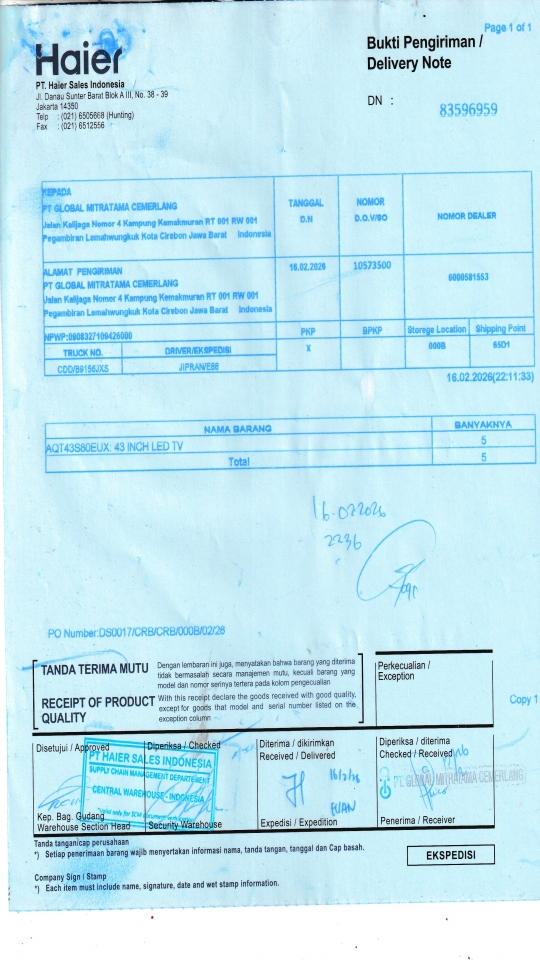 Page 1 of 1
Haier
Bukti Pengiriman /
Delivery Note
PT. Haier Sales Indonesia
Jl. Danau Sunter Barat Blok A III, No. 38 - 39
Jakarta 14350
Telp : (021) 6505668 (Hunting)
Fax : (021) 6512556
DN : 83596959
KEPADA
PT GLOBAL MITRATAMA CEMERLANG
Jalan Kalijaga Nomor 4 Kampung Kemakmuran RT 001 RW 001
Pegambiran Lemahwungkuk Kota Cirebon Jawa Barat Indonesia
TANGGAL D.N
NOMOR D.O.V/SO
NOMOR DEALER
ALAMAT PENGIRIMAN
PT GLOBAL MITRATAMA CEMERLANG
Jalan Kalijaga Nomor 4 Kampung Kemakmuran RT 001 RW 001
Pegambiran Lemahwungkuk Kota Cirebon Jawa Barat Indonesia
16.02.2026
10573500
6000581553
NPWP:0808327109426000
PKP
BPKP
Storege Location
Shipping Point
TRUCK NO.
DRIVER/EKSPEDISI
X
000B
65D1
CDD/B9156JXS
JIPRAN/E86
16.02.2026(22:11:33)
NAMA BARANG
BANYAKNYA
AQT43S80EUX: 43 INCH LED TV
5
Total
5
16-022026
2236
PO Number:DS0017/CRB/CRB/000B/02/26
TANDA TERIMA MUTU
Dengan lembaran ini juga, menyatakan bahwa barang yang diterima
tidak bermasalah secara manajemen mutu, kecuali barang yang
model dan nomor serinya tertera pada kolom pengecualian
RECEIPT OF PRODUCT
QUALITY
With this receipt declare the goods received with good quality,
except for goods that model and serial number listed on the
exception column
Perkecualian /
Exception
Copy 1
Disetujui / Approved
Diperiksa / Checked
Diterima / dikirimkan
Received / Delivered
Diperiksa / diterima
Checked / Received
PT HAIER SALES INDONESIA
SUPPLY CHAIN MANAGEMENT DEPARTEMENT
CENTRAL WAREHOUSE - INDONESIA
16/2/26
PT. GLOBAL MITRATAMA CEMERLANG
Kep. Bag. Gudang
Warehouse Section Head
Security Warehouse
Expedisi / Expedition
Penerima / Receiver
Tanda tangan/cap perusahaan
*) Setiap penerimaan barang wajib menyertakan informasi nama, tanda tangan, tanggal dan Cap basah.
EKSPEDISI
Company Sign / Stamp
*) Each item must include name, signature, date and wet stamp information.